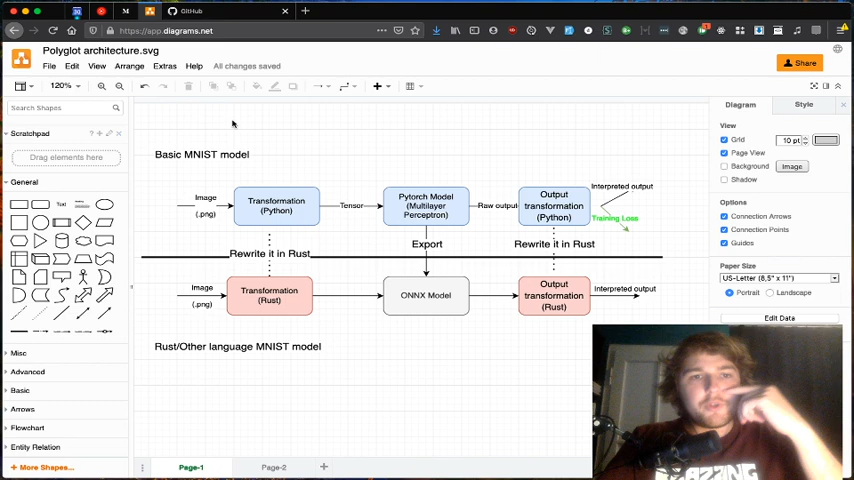 GitHub
https://app.diagrams.net
Polyglot architecture.svg
File Edit View Arrange Extras Help All changes saved
Share
120%
Search Shapes
Scratchpad
Drag elements here
General
Text
Misc
Advanced
Basic
Arrows
Flowchart
Entity Relation
+ More Shapes...
Basic MNIST model
Image
(.png)
Transformation
(Python)
Tensor
Pytorch Model
(Multilayer
Perceptron)
Raw output
Output
transformation
(Python)
Interpreted output
Training Loss
Rewrite it in Rust
Export
Rewrite it in Rust
Image
(.png)
Transformation
(Rust)
ONNX Model
Output
transformation
(Rust)
Interpreted output
Rust/Other language MNIST model
Page-1
Page-2
Diagram
Style
View
Grid
10 pt
Page View
Background
Image
Shadow
Options
Connection Arrows
Connection Points
Guides
Paper Size
US-Letter (8,5" x 11")
Portrait
Landscape
Edit Data